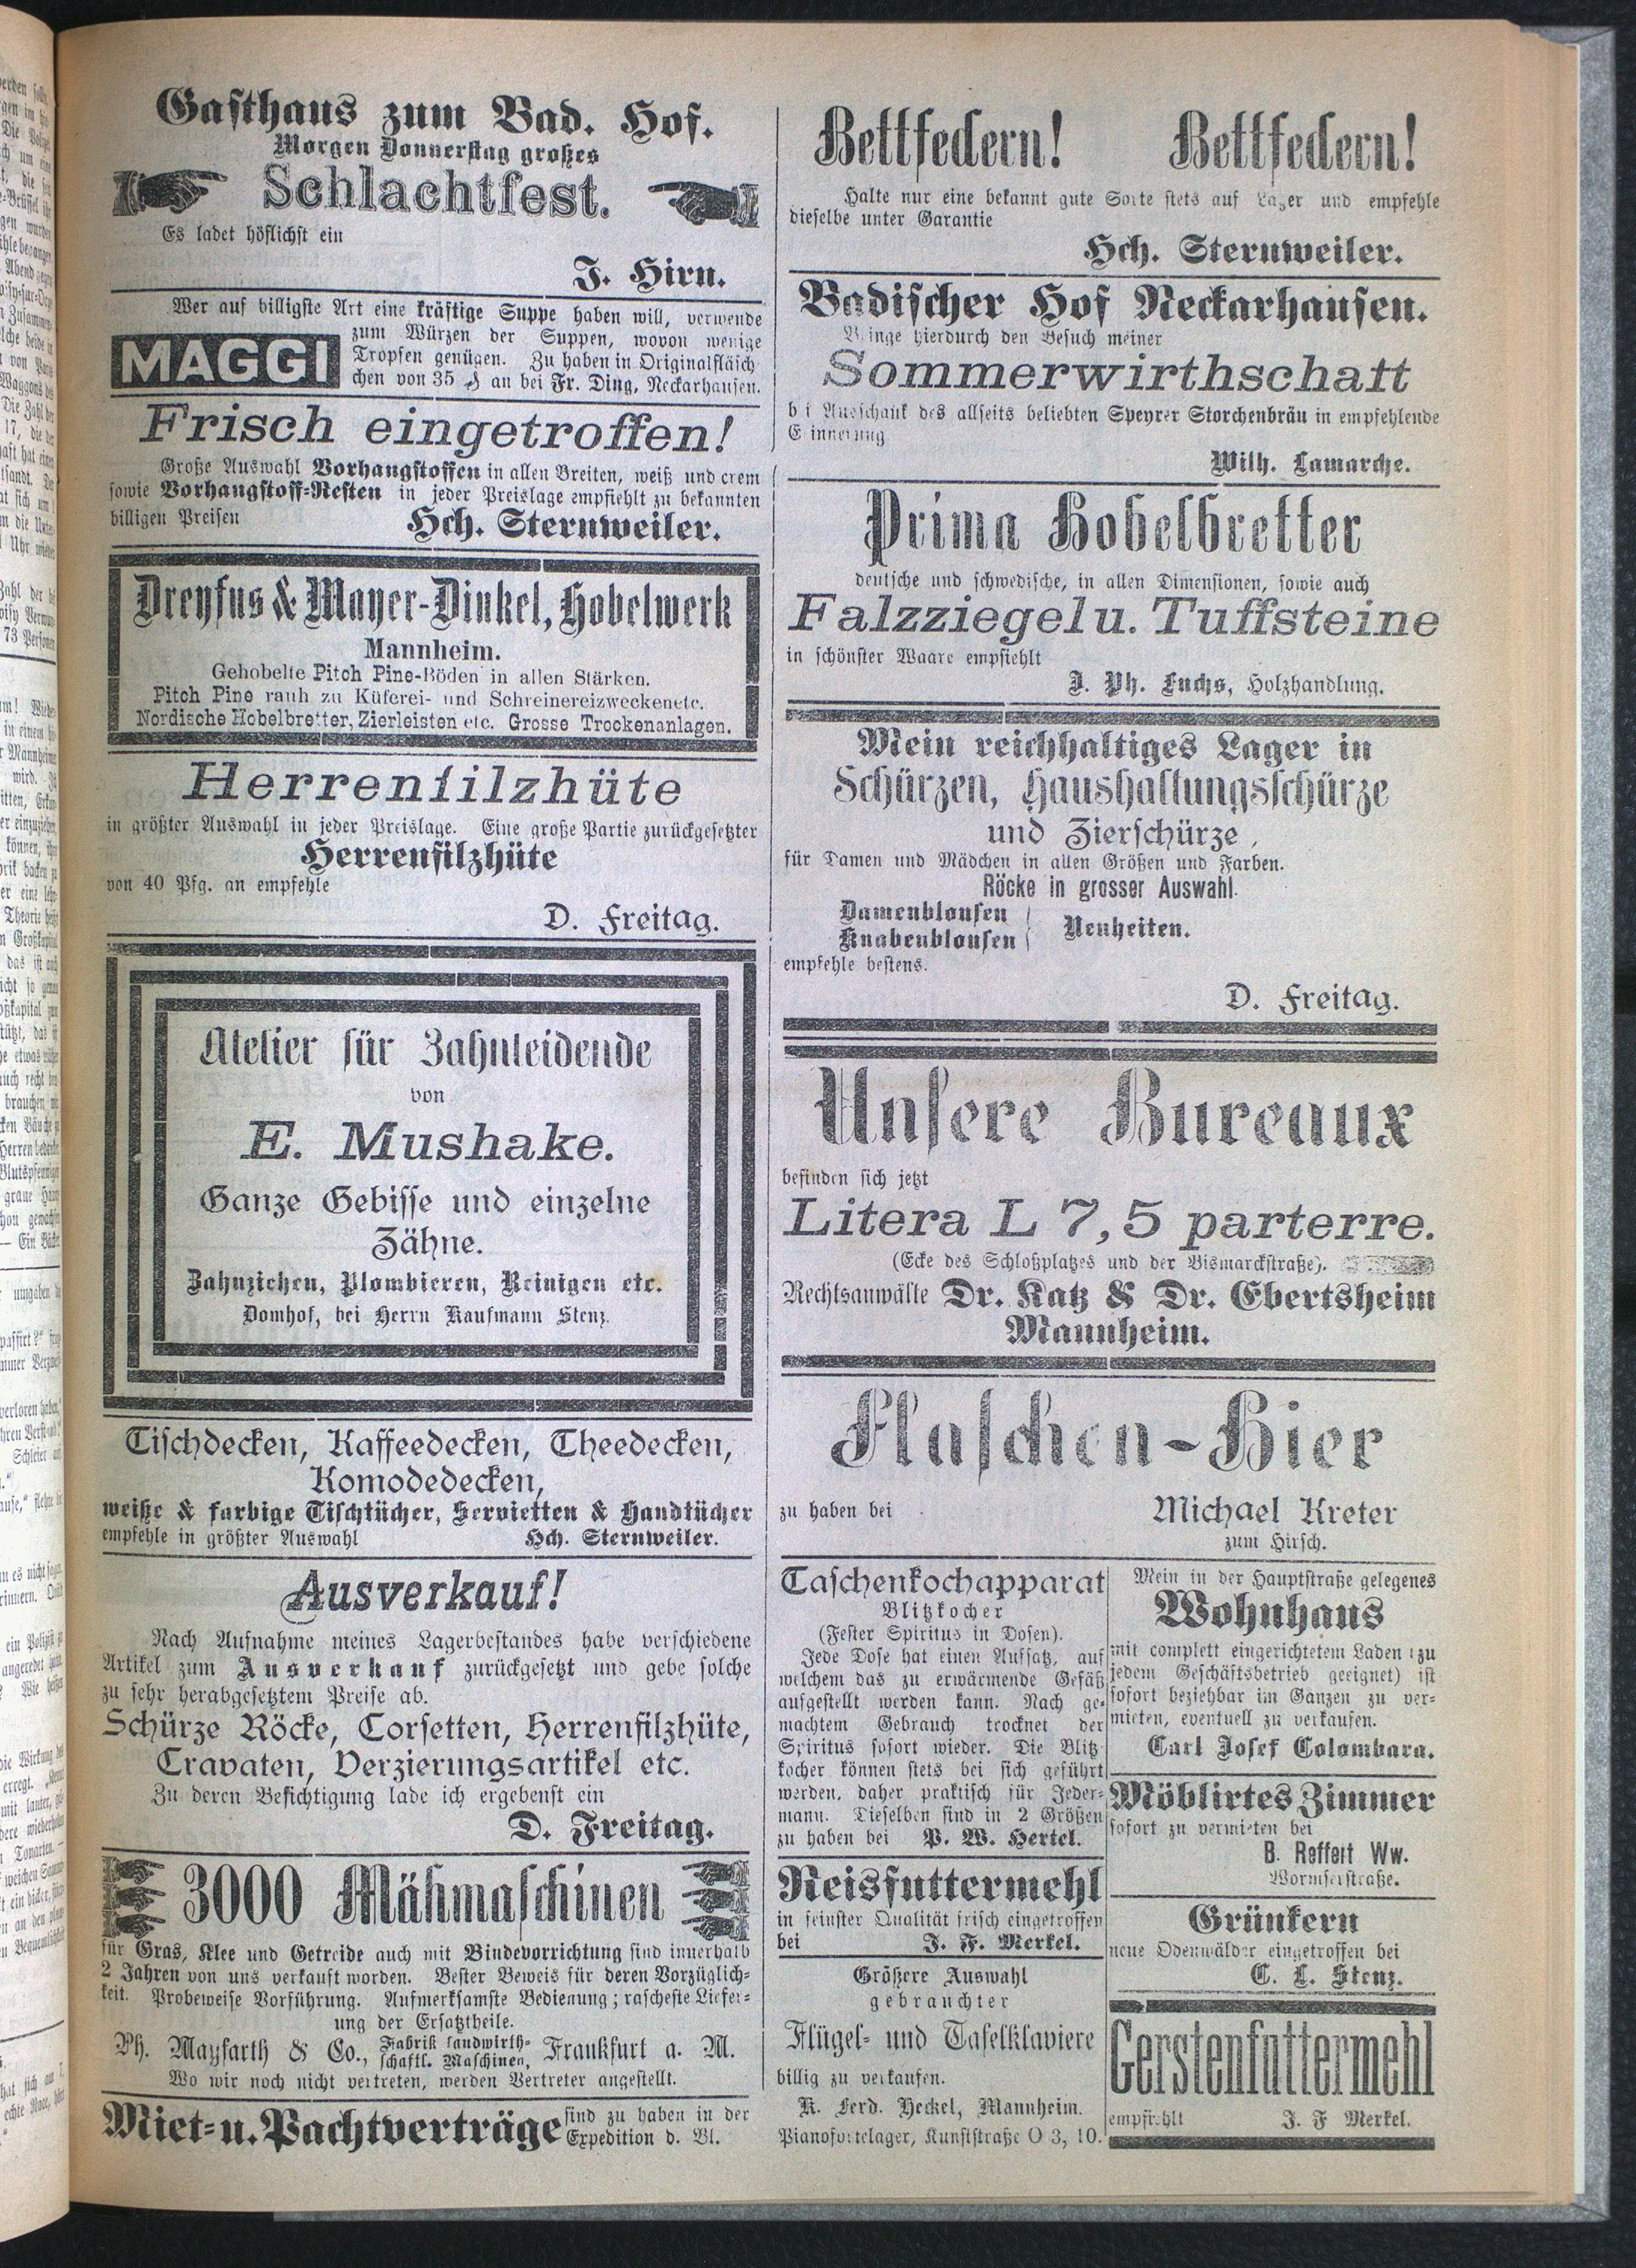 Gasthaus zum Bad. Hof.
Morgen Donnerstag großes
Schlachtfest.
Es ladet höflichst ein
J. Hirn.
Wer auf billigste Art eine kräftige Suppe haben will, verwende
MAGGI
zum Würzen der Suppen, wovon wenige
Tropfen genügen. Zu haben in Originalfläsch
chen von 35 ₰ an bei Fr. Ding, Neckarhausen.
Frisch eingetroffen!
Große Auswahl Vorhangstoffen in allen Breiten, weiß und crem
sowie Vorhangstoff-Resten in jeder Preislage empfiehlt zu bekannten
billigen Preisen
Hch. Sternweiler.
Dreyfus & Mayer-Dinkel, Hobelwerk
Mannheim.
Gehobelte Pitch Pine-Böden in allen Stärken.
Pitch Pine rauh zu Küferei- und Schreinereizwecken etc.
Nordische Hobelbretter, Zierleisten etc. Grosse Trockenanlagen.
Herrenfilzhüte
in größter Auswahl in jeder Preislage. Eine große Partie zurückgesetzter
Herrenfilzhüte
von 40 Pfg. an empfehle
D. Freitag.
Atelier für Zahnleidende
von
E. Mushake.
Ganze Gebisse und einzelne
Zähne.
Zahnziehen, Plombieren, Reinigen etc.
Domhof, bei Herrn Kaufmann Stenz.
Tischdecken, Kaffeedecken, Theedecken,
Komodedecken,
weiße & farbige Tischtücher, Servietten & Handtücher
empfehle in größter Auswahl
Hch. Sternweiler.
Ausverkauf!
Nach Aufnahme meines Lagerbestandes habe verschiedene
Artikel zum Ausverkauf zurückgesetzt und gebe solche
zu sehr herabgesetztem Preise ab.
Schürze Röcke, Corsetten, Herrenfilzhüte,
Cravaten, Verzierungsartikel etc.
Zu deren Besichtigung lade ich ergebenst ein
D. Freitag.
3000 Mähmaschinen
für Gras, Klee und Getreide auch mit Bindevorrichtung sind innerhalb
2 Jahren von uns verkauft worden. Bester Beweis für deren Vorzüglich-
keit. Probeweise Vorführung. Aufmerksamste Bedienung; rascheste Liefer-
ung der Ersatztheile.
Ph. Mayfarth & Co., Fabrik landwirth-
schaftl. Maschinen, Frankfurt a. M.
Wo wir noch nicht vertreten, werden Vertreter angestellt.
Miet- u. Pachtverträge sind zu haben in der
Expedition d. Bl.
Bettfedern! Bettfedern!
Halte nur eine bekannt gute Sorte stets auf Lager und empfehle
dieselbe unter Garantie
Hch. Sternweiler.
Badischer Hof Neckarhausen.
Bringe hierdurch den Besuch meiner
Sommerwirthschaft
bei Ausschank des allseits beliebten Speyrer Storchenbräu in empfehlende
Erinnerung
Wilh. Lamarche.
Prima Hobelbretter
deutsche und schwedische, in allen Dimensionen, sowie auch
Falzziegel u. Tuffsteine
in schönster Waare empfiehlt
J. Ph. Fuchs, Holzhandlung.
Mein reichhaltiges Lager in
Schürzen, Haushaltungsschürze
und Zierschürze,
für Damen und Mädchen in allen Größen und Farben.
Röcke in grosser Auswahl.
Damenblousen
Knabenblousen
Neuheiten.
empfehle bestens.
D. Freitag.
Unsere Bureaux
befinden sich jetzt
Litera L 7, 5 parterre.
(Ecke des Schloßplatzes und der Bismarckstraße).
Rechtsanwälte Dr. Katz & Dr. Ebertsheim
Mannheim.
Flaschen-Bier
zu haben bei
Michael Kreter
zum Hirsch.
Taschenkochapparat
Blitzkocher
(Fester Spiritus in Dosen).
Jede Dose hat einen Aufsatz, auf
welchem das zu erwärmende Gefäß
aufgestellt werden kann. Nach ge-
machtem Gebrauch trocknet der
Spiritus sofort wieder. Die Blitz
kocher können stets bei sich geführt
werden, daher praktisch für Jeder-
mann. Dieselben sind in 2 Größen
zu haben bei P. W. Hertel.
Reisfuttermehl
in feinster Qualität frisch eingetroffen
bei J. F. Merkel.
Größere Auswahl
gebrauchter
Flügel- und Tafelklaviere
billig zu verkaufen.
K. Ferd. Heckel, Mannheim.
Pianofortelager, Kunststraße O 3, 10.
Mein in der Hauptstraße gelegenes
Wohnhaus
mit complett eingerichtetem Laden (zu
jedem Geschäftsbetrieb geeignet) ist
sofort beziehbar im Ganzen zu ver-
mieten, eventuell zu verkaufen.
Carl Josef Colombara.
Möblirtes Zimmer
sofort zu vermieten bei
B. Reffert Ww.
Wormserstraße.
Grünkern
neue Odenwälder eingetroffen bei
C. L. Stenz.
Gerstenfuttermehl
empfiehlt J. F Merkel.